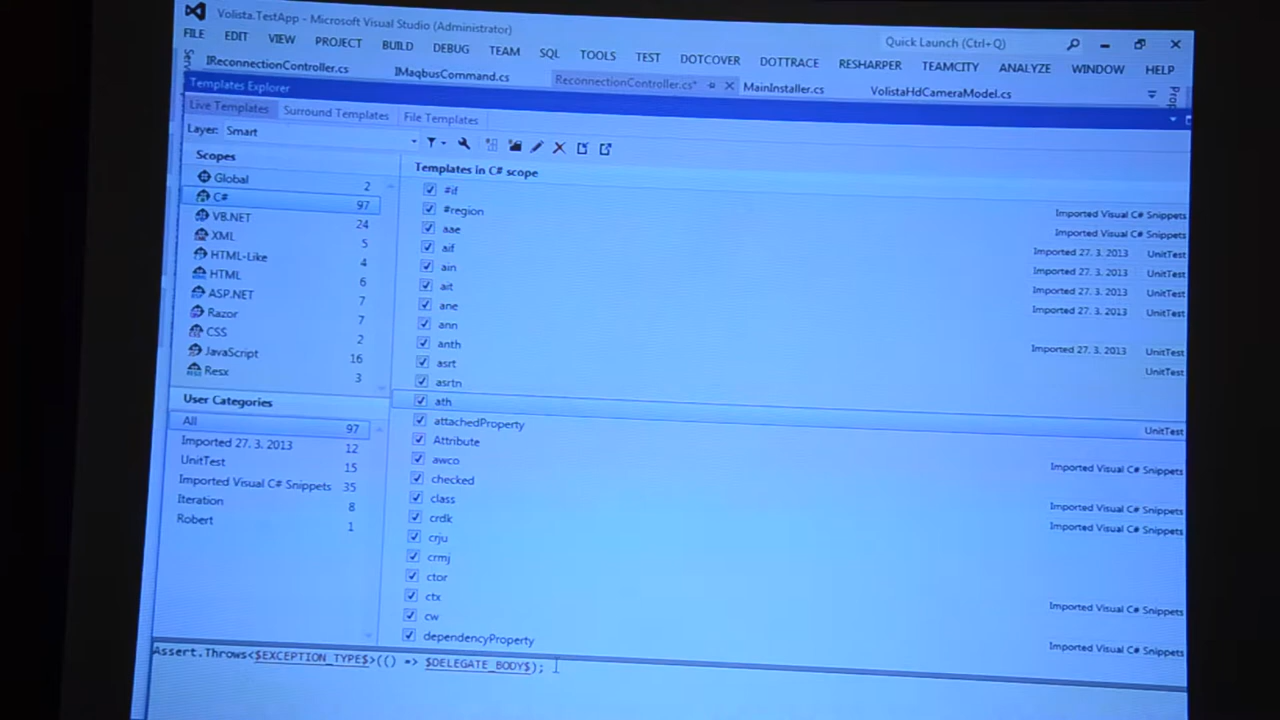 Volista.TestApp - Microsoft Visual Studio (Administrator)
Quick Launch (Ctrl+Q)
FILE EDIT VIEW PROJECT BUILD DEBUG TEAM SQL TOOLS TEST DOTCOVER DOTTRACE RESHARPER TEAMCITY ANALYZE WINDOW HELP
IReconnectionController.cs IMaqbusCommand.cs ReconnectionController.cs* MainInstaller.cs VolistaHdCameraModel.cs
Templates Explorer
Live Templates Surround Templates File Templates
Layer: Smart
Scopes
Global 2
C# 97
VB.NET 24
XML 5
HTML-Like 4
HTML 6
ASP.NET 7
Razor 7
CSS 2
JavaScript 16
Resx 3
User Categories
All 97
Imported 27. 3. 2013 12
UnitTest 15
Imported Visual C# Snippets 35
Iteration 8
Robert 1
Templates in C# scope
#if
#region Imported Visual C# Snippets
aae Imported Visual C# Snippets
aif Imported 27. 3. 2013 UnitTest
ain Imported 27. 3. 2013 UnitTest
ait Imported 27. 3. 2013 UnitTest
ane Imported 27. 3. 2013 UnitTest
ann
anth Imported 27. 3. 2013 UnitTest
asrt UnitTest
asrtn
ath
attachedProperty UnitTest
Attribute
awco Imported Visual C# Snippets
checked
class Imported Visual C# Snippets
crdk Imported Visual C# Snippets
crju
crmj
ctor
ctx
cw Imported Visual C# Snippets
dependencyProperty Imported Visual C# Snippets
Assert.Throws<$EXCEPTION_TYPE$>(() => $DELEGATE_BODY$);